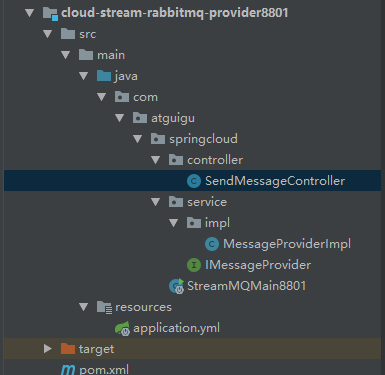 cloud-stream-rabbitmq-provider8801
src
main
java
com
atguigu
springcloud
controller
SendMessageController
service
impl
MessageProviderImpl
IMessageProvider
StreamMQMain8801
resources
application.yml
target
pom.xml